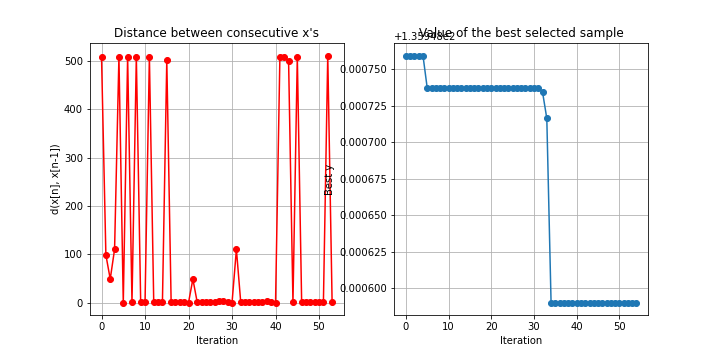 Distance between consecutive x's
500
400
300
200
100
0
d(x[n], x[n-1])
0 10 20 30 40 50
Iteration
Value of the best selected sample
+1.35948e2
0.000750
0.000725
0.000700
0.000675
0.000650
0.000625
0.000600
Best y
0 10 20 30 40 50
Iteration